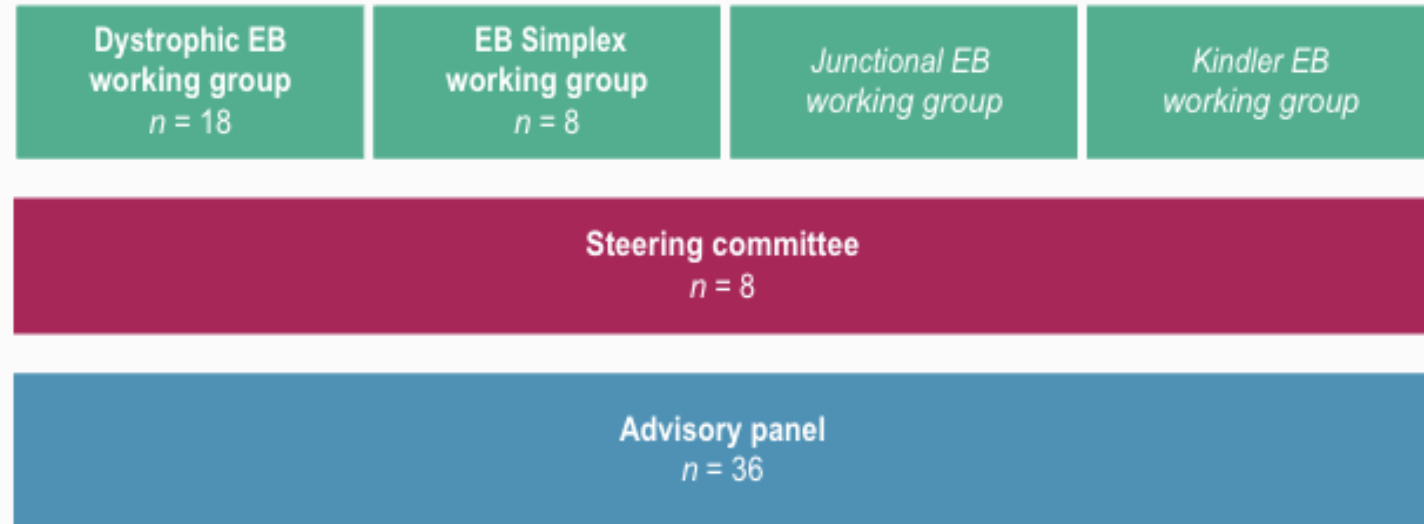 Dystrophic EB
working group
n = 18
EB Simplex
working group
n = 8
Junctional EB
working group
Kindler EB
working group
Steering committee
n = 8
Advisory panel
n = 36